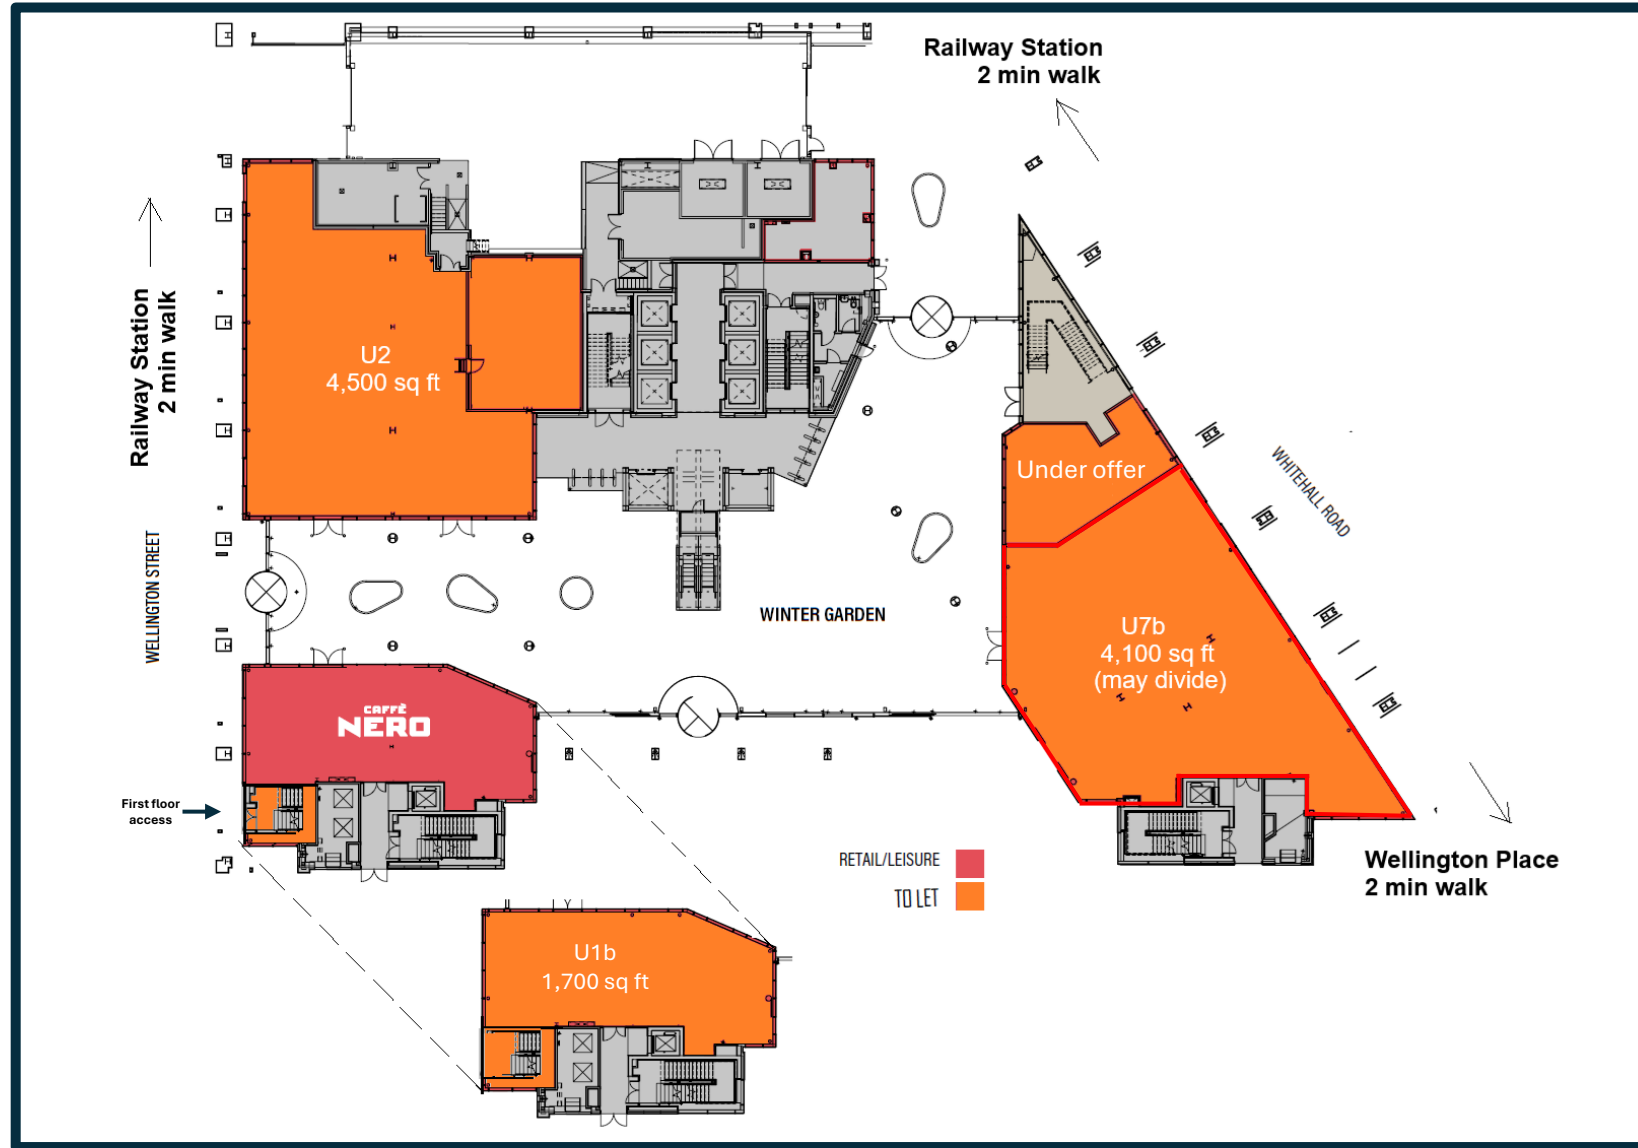 Railway Station
2 min walk
Railway Station
2 min walk
U2
4,500 sq ft
Under offer
WHITEHALL ROAD
WELLINGTON STREET
WINTER GARDEN
U7b
4,100 sq ft
(may divide)
CAFFÈ
NERO
First floor
access
RETAIL/LEISURE
TO LET
Wellington Place
2 min walk
U1b
1,700 sq ft